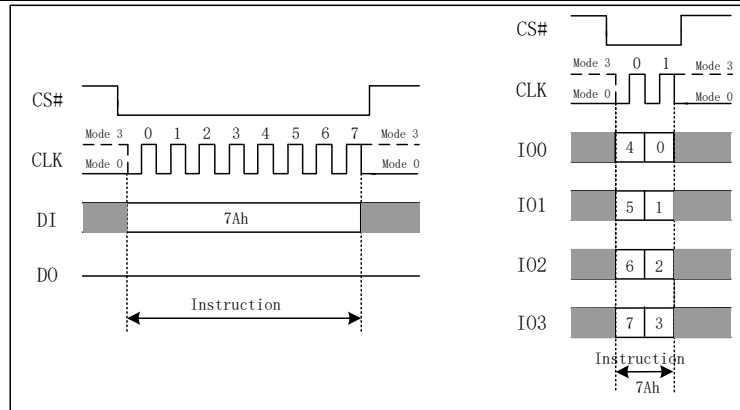 CS#
Mode 3 0 1 2 3 4 5 6 7 Mode 3
CLK
Mode 0 Mode 0
DI 7Ah
DO
Instruction
CS#
Mode 3 0 1 Mode 3
CLK
Mode 0 Mode 0
IO0 4 0
IO1 5 1
IO2 6 2
IO3 7 3
Instruction
7Ah